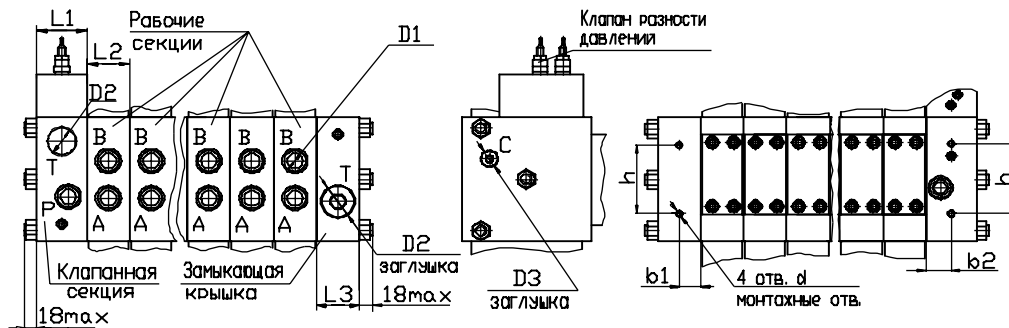 L1
Рабочие
секции
L2
D2
D1
B
B
B
B
B
T
T
P
A
A
A
A
A
Клапанная
секция
Замыкающая
крышка
D2
заглушка
L3
18max
18max
Клапан разности
давления
C
D3
заглушка
h
h
b1
b2
4 отв. d
монтажные отв.